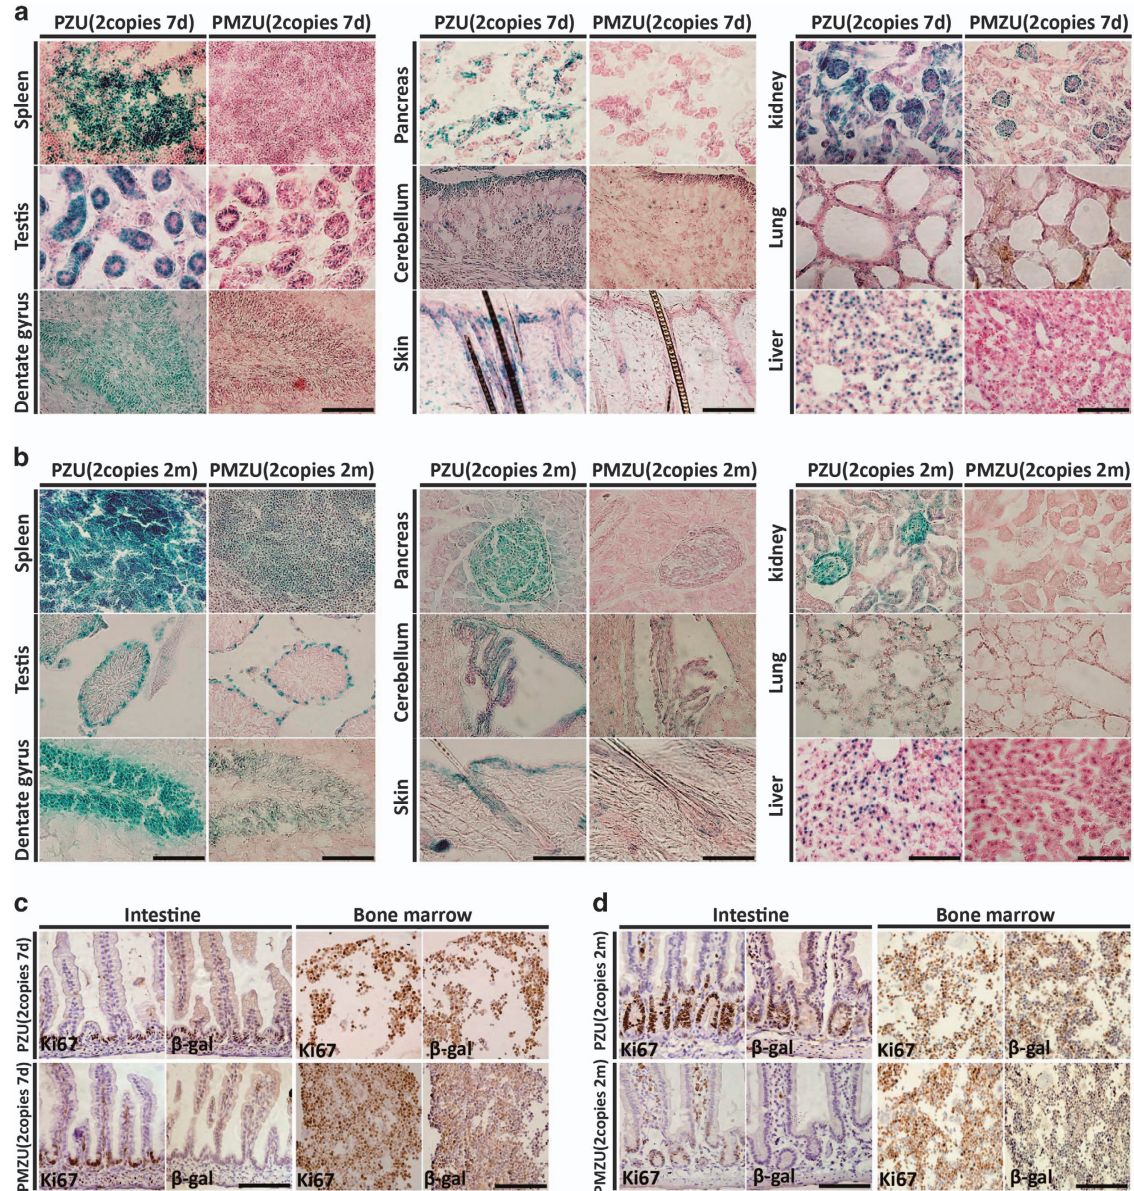 a
PZU(2copies 7d) PMZU(2copies 7d) PZU(2copies 7d) PMZU(2copies 7d) PZU(2copies 7d) PMZU(2copies 7d)
Spleen Pancreas kidney
Testis Cerebellum Lung
Dentate gyrus Skin Liver
b
PZU(2copies 2m) PMZU(2copies 2m) PZU(2copies 2m) PMZU(2copies 2m) PZU(2copies 2m) PMZU(2copies 2m)
Spleen Pancreas kidney
Testis Cerebellum Lung
Dentate gyrus Skin Liver
c
Intestine Bone marrow
PZU(2copies 7d)
Ki67 β-gal Ki67 β-gal
PMZU(2copies 7d)
Ki67 β-gal Ki67 β-gal
d
Intestine Bone marrow
PZU(2copies 2m)
Ki67 β-gal Ki67 β-gal
PMZU(2copies 2m)
Ki67 β-gal Ki67 β-gal